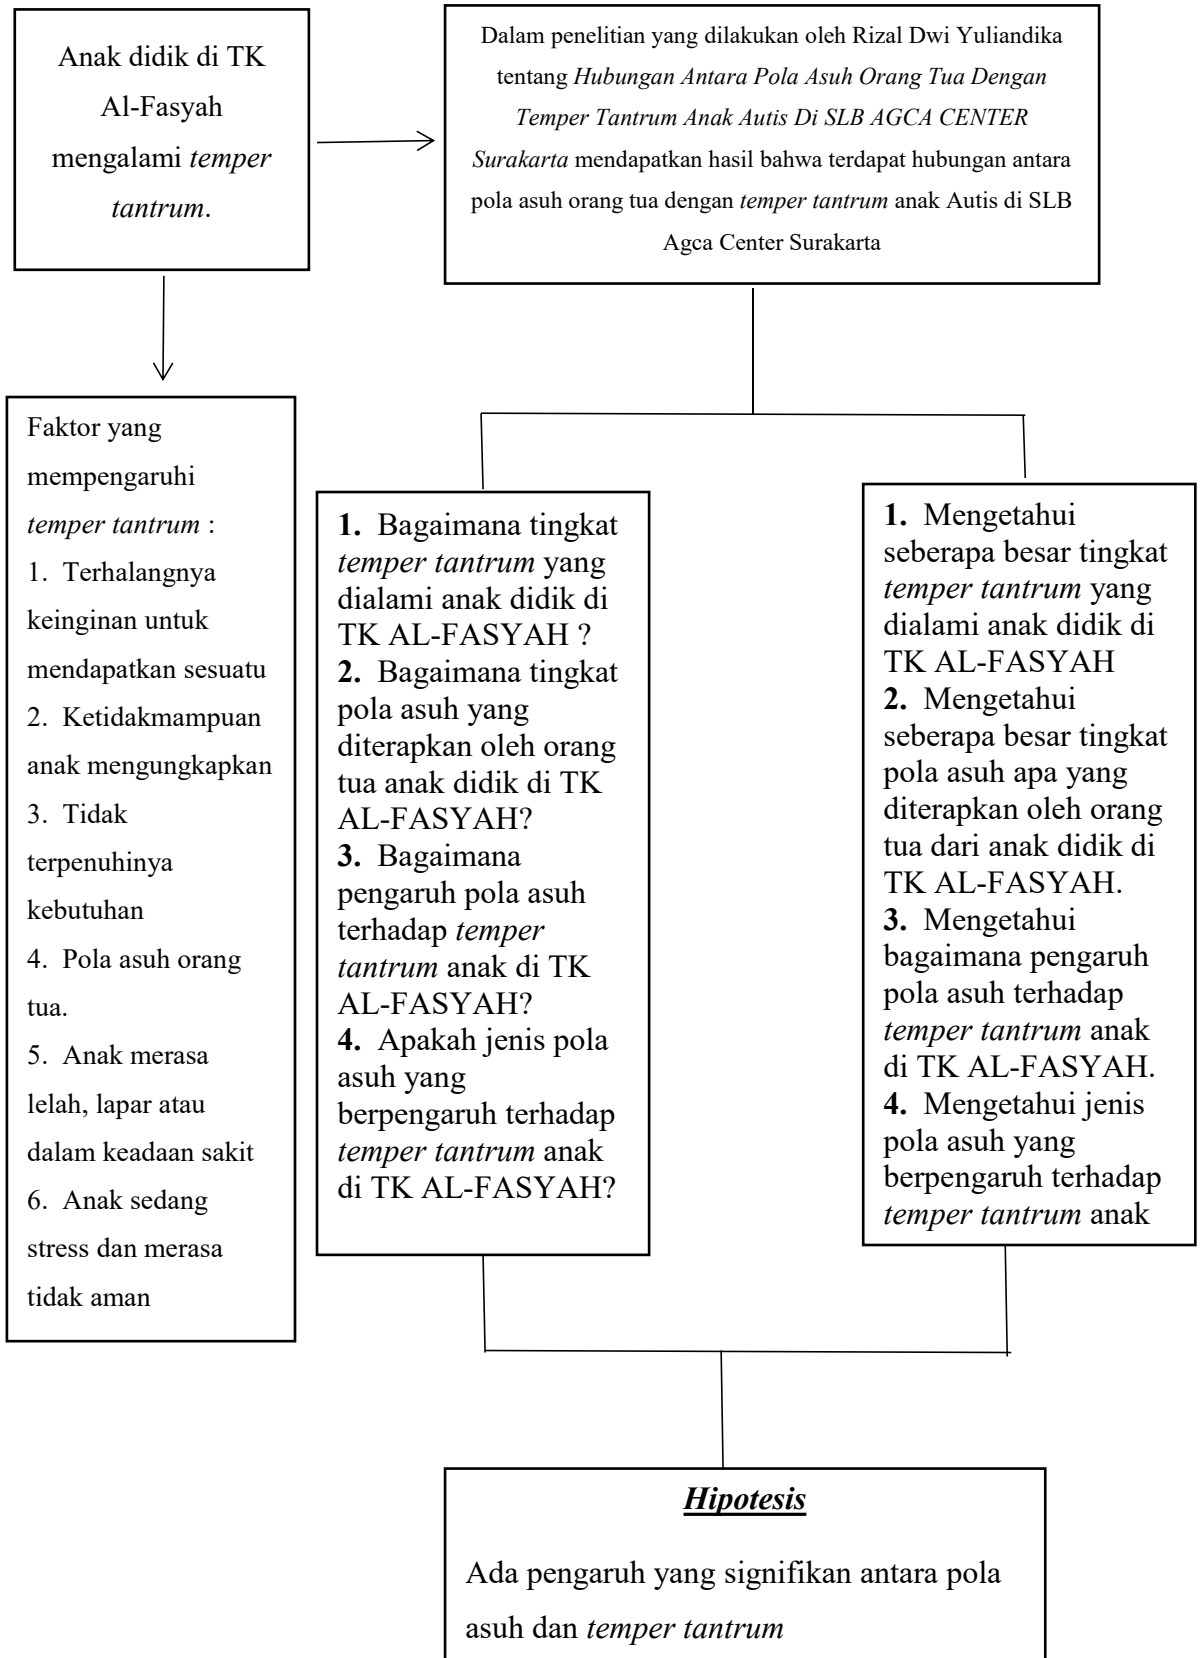 Anak didik di TK
Al-Fasyah
mengalami temper
tantrum.
Dalam penelitian yang dilakukan oleh Rizal Dwi Yuliandika
tentang Hubungan Antara Pola Asuh Orang Tua Dengan
Temper Tantrum Anak Autis Di SLB AGCA CENTER
Surakarta mendapatkan hasil bahwa terdapat hubungan antara
pola asuh orang tua dengan temper tantrum anak Autis di SLB
Agca Center Surakarta
Faktor yang
mempengaruhi
temper tantrum :
1. Terhalangnya
keinginan untuk
mendapatkan sesuatu
2. Ketidakmampuan
anak mengungkapkan
3. Tidak
terpenuhinya
kebutuhan
4. Pola asuh orang
tua.
5. Anak merasa
lelah, lapar atau
dalam keadaan sakit
6. Anak sedang
stress dan merasa
tidak aman
1. Bagaimana tingkat
temper tantrum yang
dialami anak didik di
TK AL-FASYAH ?
2. Bagaimana tingkat
pola asuh yang
diterapkan oleh orang
tua anak didik di TK
AL-FASYAH?
3. Bagaimana
pengaruh pola asuh
terhadap temper
tantrum anak di TK
AL-FASYAH?
4. Apakah jenis pola
asuh yang
berpengaruh terhadap
temper tantrum anak
di TK AL-FASYAH?
1. Mengetahui
seberapa besar tingkat
temper tantrum yang
dialami anak didik di
TK AL-FASYAH
2. Mengetahui
seberapa besar tingkat
pola asuh apa yang
diterapkan oleh orang
tua dari anak didik di
TK AL-FASYAH.
3. Mengetahui
bagaimana pengaruh
pola asuh terhadap
temper tantrum anak
di TK AL-FASYAH.
4. Mengetahui jenis
pola asuh yang
berpengaruh terhadap
temper tantrum anak
Hipotesis
Ada pengaruh yang signifikan antara pola
asuh dan temper tantrum